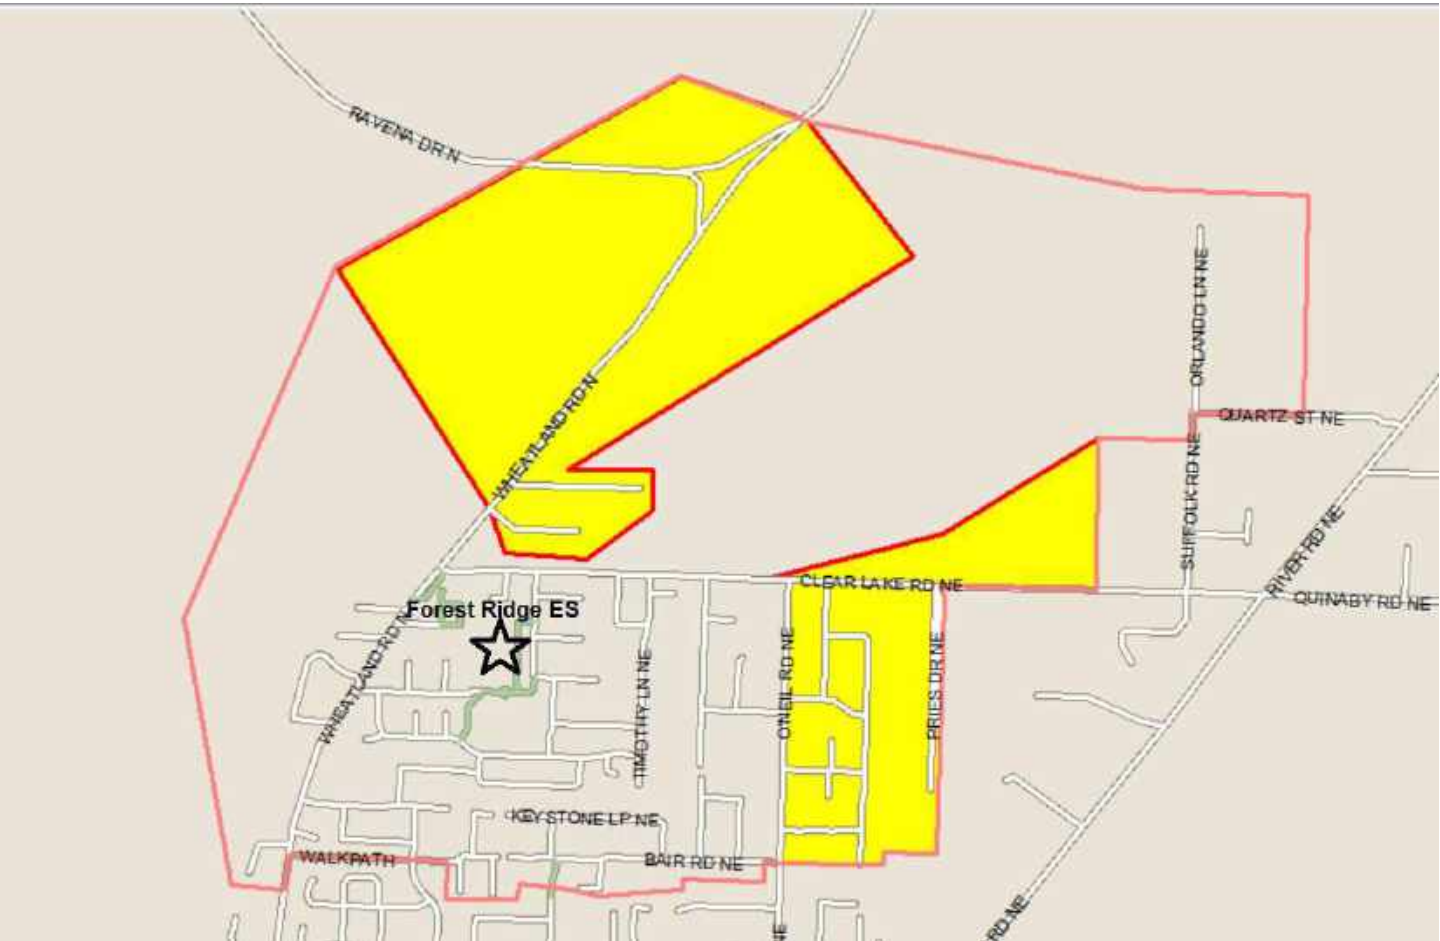 RAVENA DR N
ORLANDO LN NE
WHEATLAND RD N
QUARTZ ST NE
SUFFOLK RD NE
RIVER RD NE
CLEAR LAKE RD NE
QUINABY RD NE
Forest Ridge ES
WHEATLAND RD N
TIMOTHY LN NE
O'NEIL RD NE
PRIES DR NE
KEYSTONE LP NE
WALKPATH
BAIR RD NE
RD NE
NE